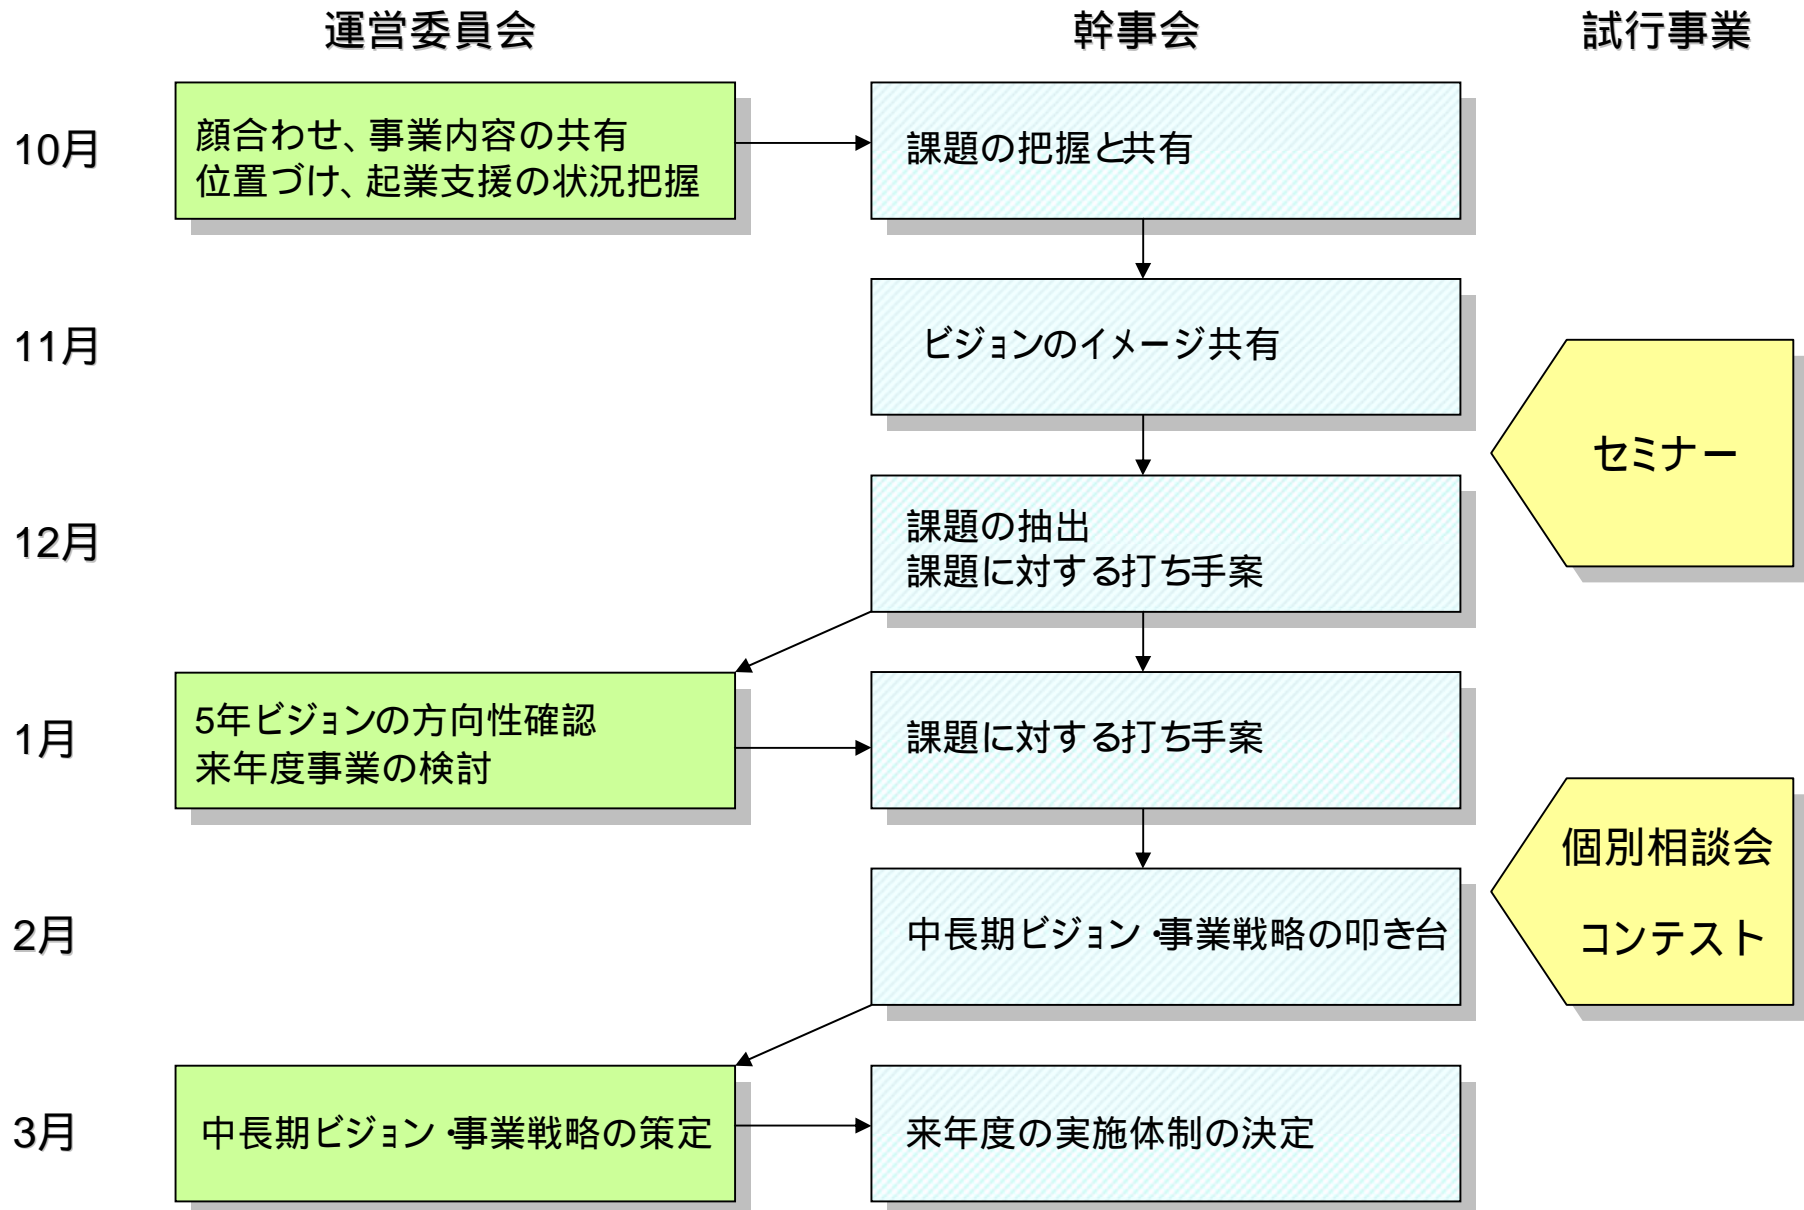 運営委員会
幹事会
試行事業
10月
顔合わせ、事業内容の共有
位置づけ、起業支援の状況把握
課題の把握と共有
11月
ビジョンのイメージ共有
セミナー
12月
課題の抽出
課題に対する打ち手案
1月
5年ビジョンの方向性確認
来年度事業の検討
課題に対する打ち手案
個別相談会
コンテスト
2月
中長期ビジョン・事業戦略の叩き台
3月
中長期ビジョン・事業戦略の策定
来年度の実施体制の決定